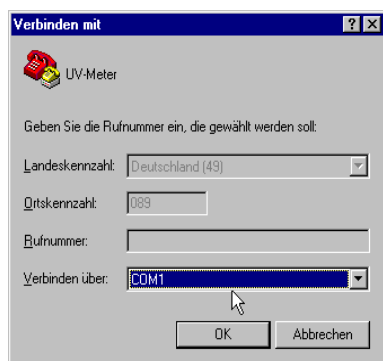 Verbinden mit
UV-Meter
Geben Sie die Rufnummer ein, die gewählt werden soll:
Landeskennzahl: Deutschland (49)
Ortskennzahl: 089
Rufnummer:
Verbinden über: COM1
OK Abbrechen